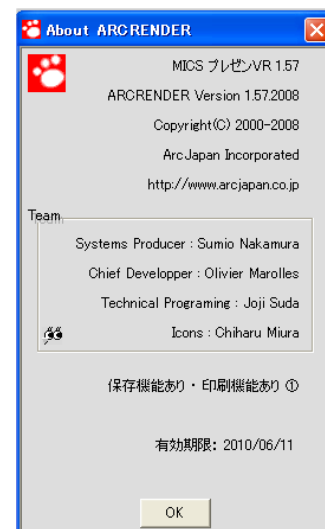 About ARCRENDER
MICS プレゼンVR 1.57
ARCRENDER Version 1.57.2008
Copyright(C) 2000-2008
ArcJapan Incorporated
http://www.arcjapan.co.jp
Team
Systems Producer : Sumio Nakamura
Chief Developper : Olivier Marolles
Technical Programing : Joji Suda
Icons : Chiharu Miura
保存機能あり・印刷機能あり ①
有効期限: 2010/06/11
OK